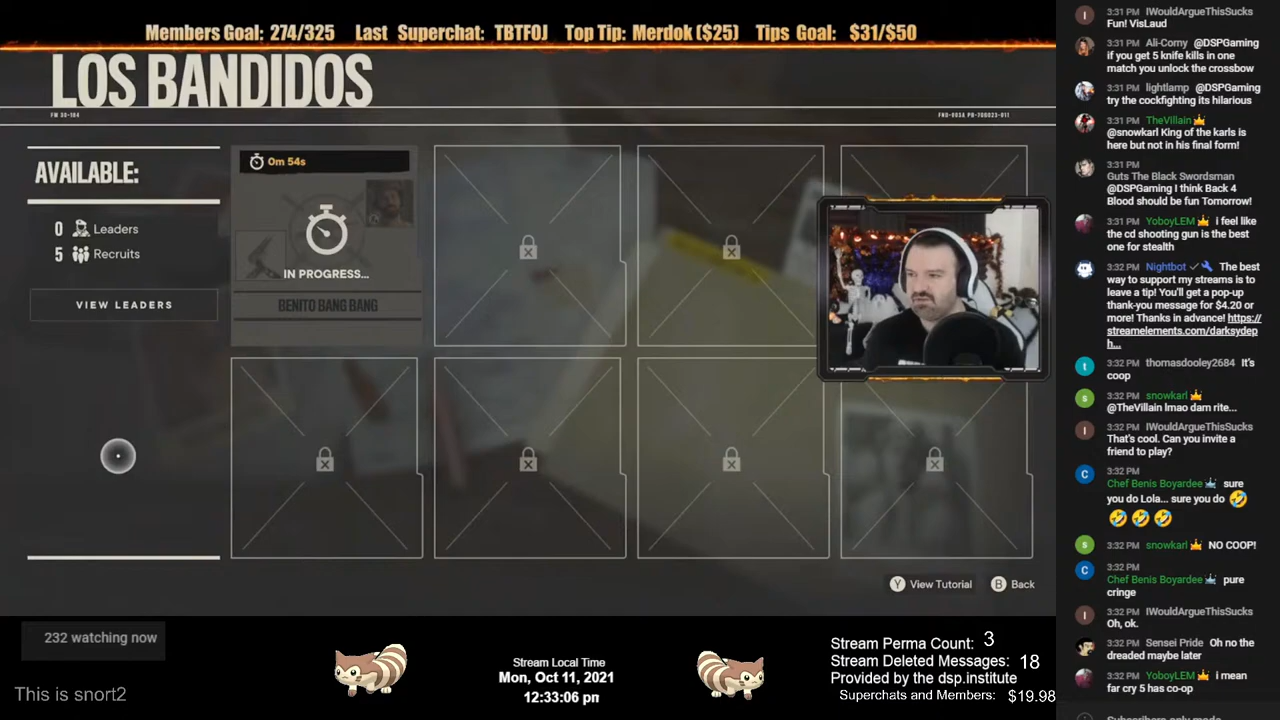 Members Goal: 274/325 Last Superchat: TBTFOJ Top Tip: Merdok ($25) Tips Goal: $31/$50
LOS BANDIDOS
AVAILABLE:
0 Leaders
5 Recruits
VIEW LEADERS
0m 54s
IN PROGRESS...
BENITO BANG BANG
Y View Tutorial
B Back
232 watching now
This is snort2
Stream Local Time
Mon, Oct 11, 2021
12:33:06 pm
Stream Perma Count: 3
Stream Deleted Messages: 18
Provided by the dsp.institute
Superchats and Members: $19.98
3:31 PM IWouldArgueThisSucks
Fun! VisLaud
3:31 PM Ali-Corny @DSPGaming
if you get 5 knife kills in one
match you unlock the crossbow
3:31 PM lightlamp @DSPGaming
try the cockfighting its hilarious
3:31 PM TheVillain
@snowkarl King of the karls is
here but not in his final form!
3:31 PM
Guts The Black Swordsman
@DSPGaming I think Back 4
Blood should be fun Tomorrow!
3:31 PM YoboyLEM i feel like
the cd shooting gun is the best
one for stealth
3:32 PM Nightbot The best
way to support my streams is to
leave a tip! You'll get a pop-up
thank-you message for $4.20 or
more! Thanks in advance! https://
streamelements.com/darksydep
h...
3:32 PM thomasdooley2684 It's
coop
3:32 PM snowkarl
@TheVillain lmao dam rite...
3:32 PM IWouldArgueThisSucks
That's cool. Can you invite a
friend to play?
3:32 PM
Chef Benis Boyardee sure
you do Lola... sure you do
3:32 PM snowkarl NO COOP!
3:32 PM
Chef Benis Boyardee pure
cringe
3:32 PM IWouldArgueThisSucks
Oh, ok.
3:32 PM Sensei Pride Oh no the
dreaded maybe later
3:32 PM YoboyLEM i mean
far cry 5 has co-op